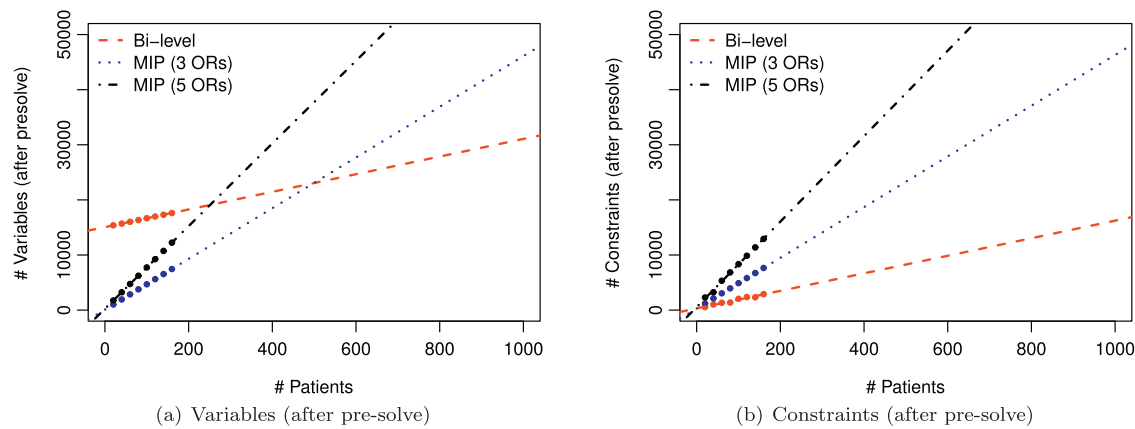 # Variables (after presolve)
50000
30000
10000
0
Bi−level
MIP (3 ORs)
MIP (5 ORs)
0 200 400 600 800 1000
# Patients
(a) Variables (after pre-solve)
# Constraints (after presolve)
50000
30000
10000
0
Bi−level
MIP (3 ORs)
MIP (5 ORs)
0 200 400 600 800 1000
# Patients
(b) Constraints (after pre-solve)